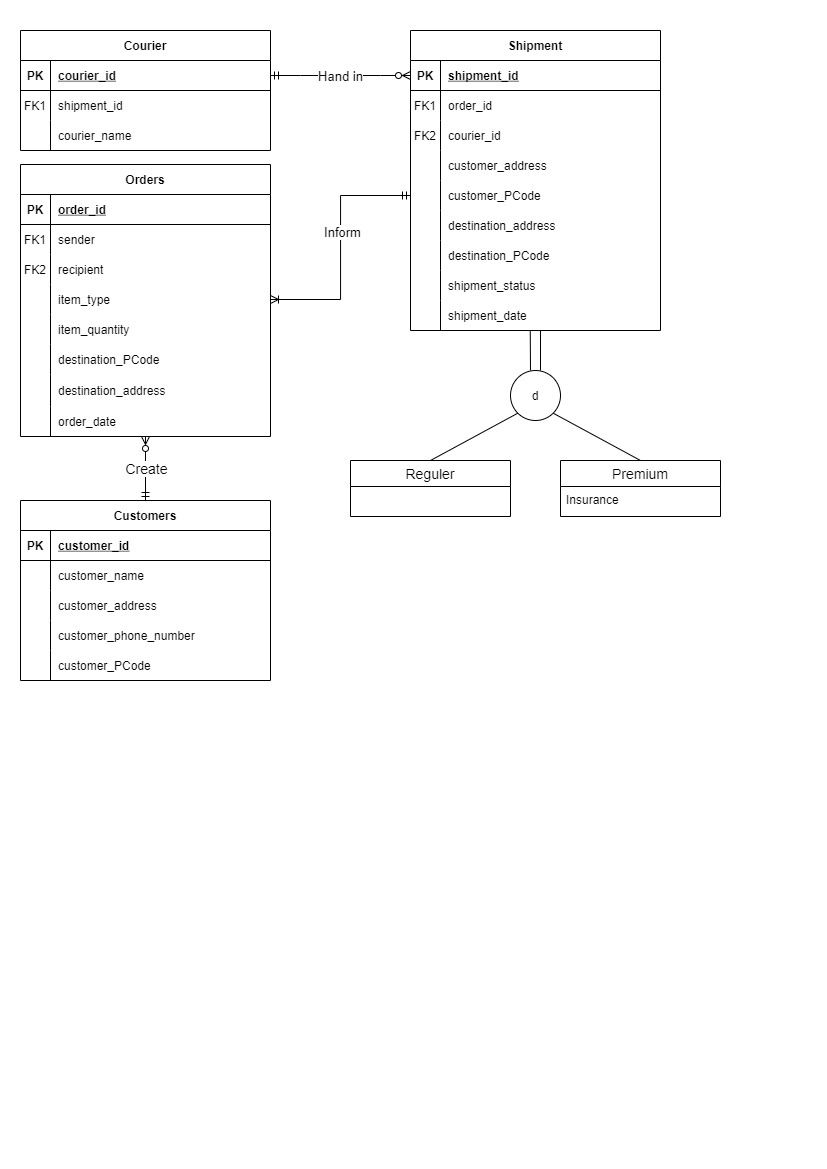 Courier
PK courier_id
FK1 shipment_id
courier_name
Hand in
Shipment
PK shipment_id
FK1 order_id
FK2 courier_id
customer_address
customer_PCode
destination_address
destination_PCode
shipment_status
shipment_date
Orders
PK order_id
FK1 sender
FK2 recipient
item_type
item_quantity
destination_PCode
destination_address
order_date
Inform
d
Reguler
Premium
Insurance
Create
Customers
PK customer_id
customer_name
customer_address
customer_phone_number
customer_PCode